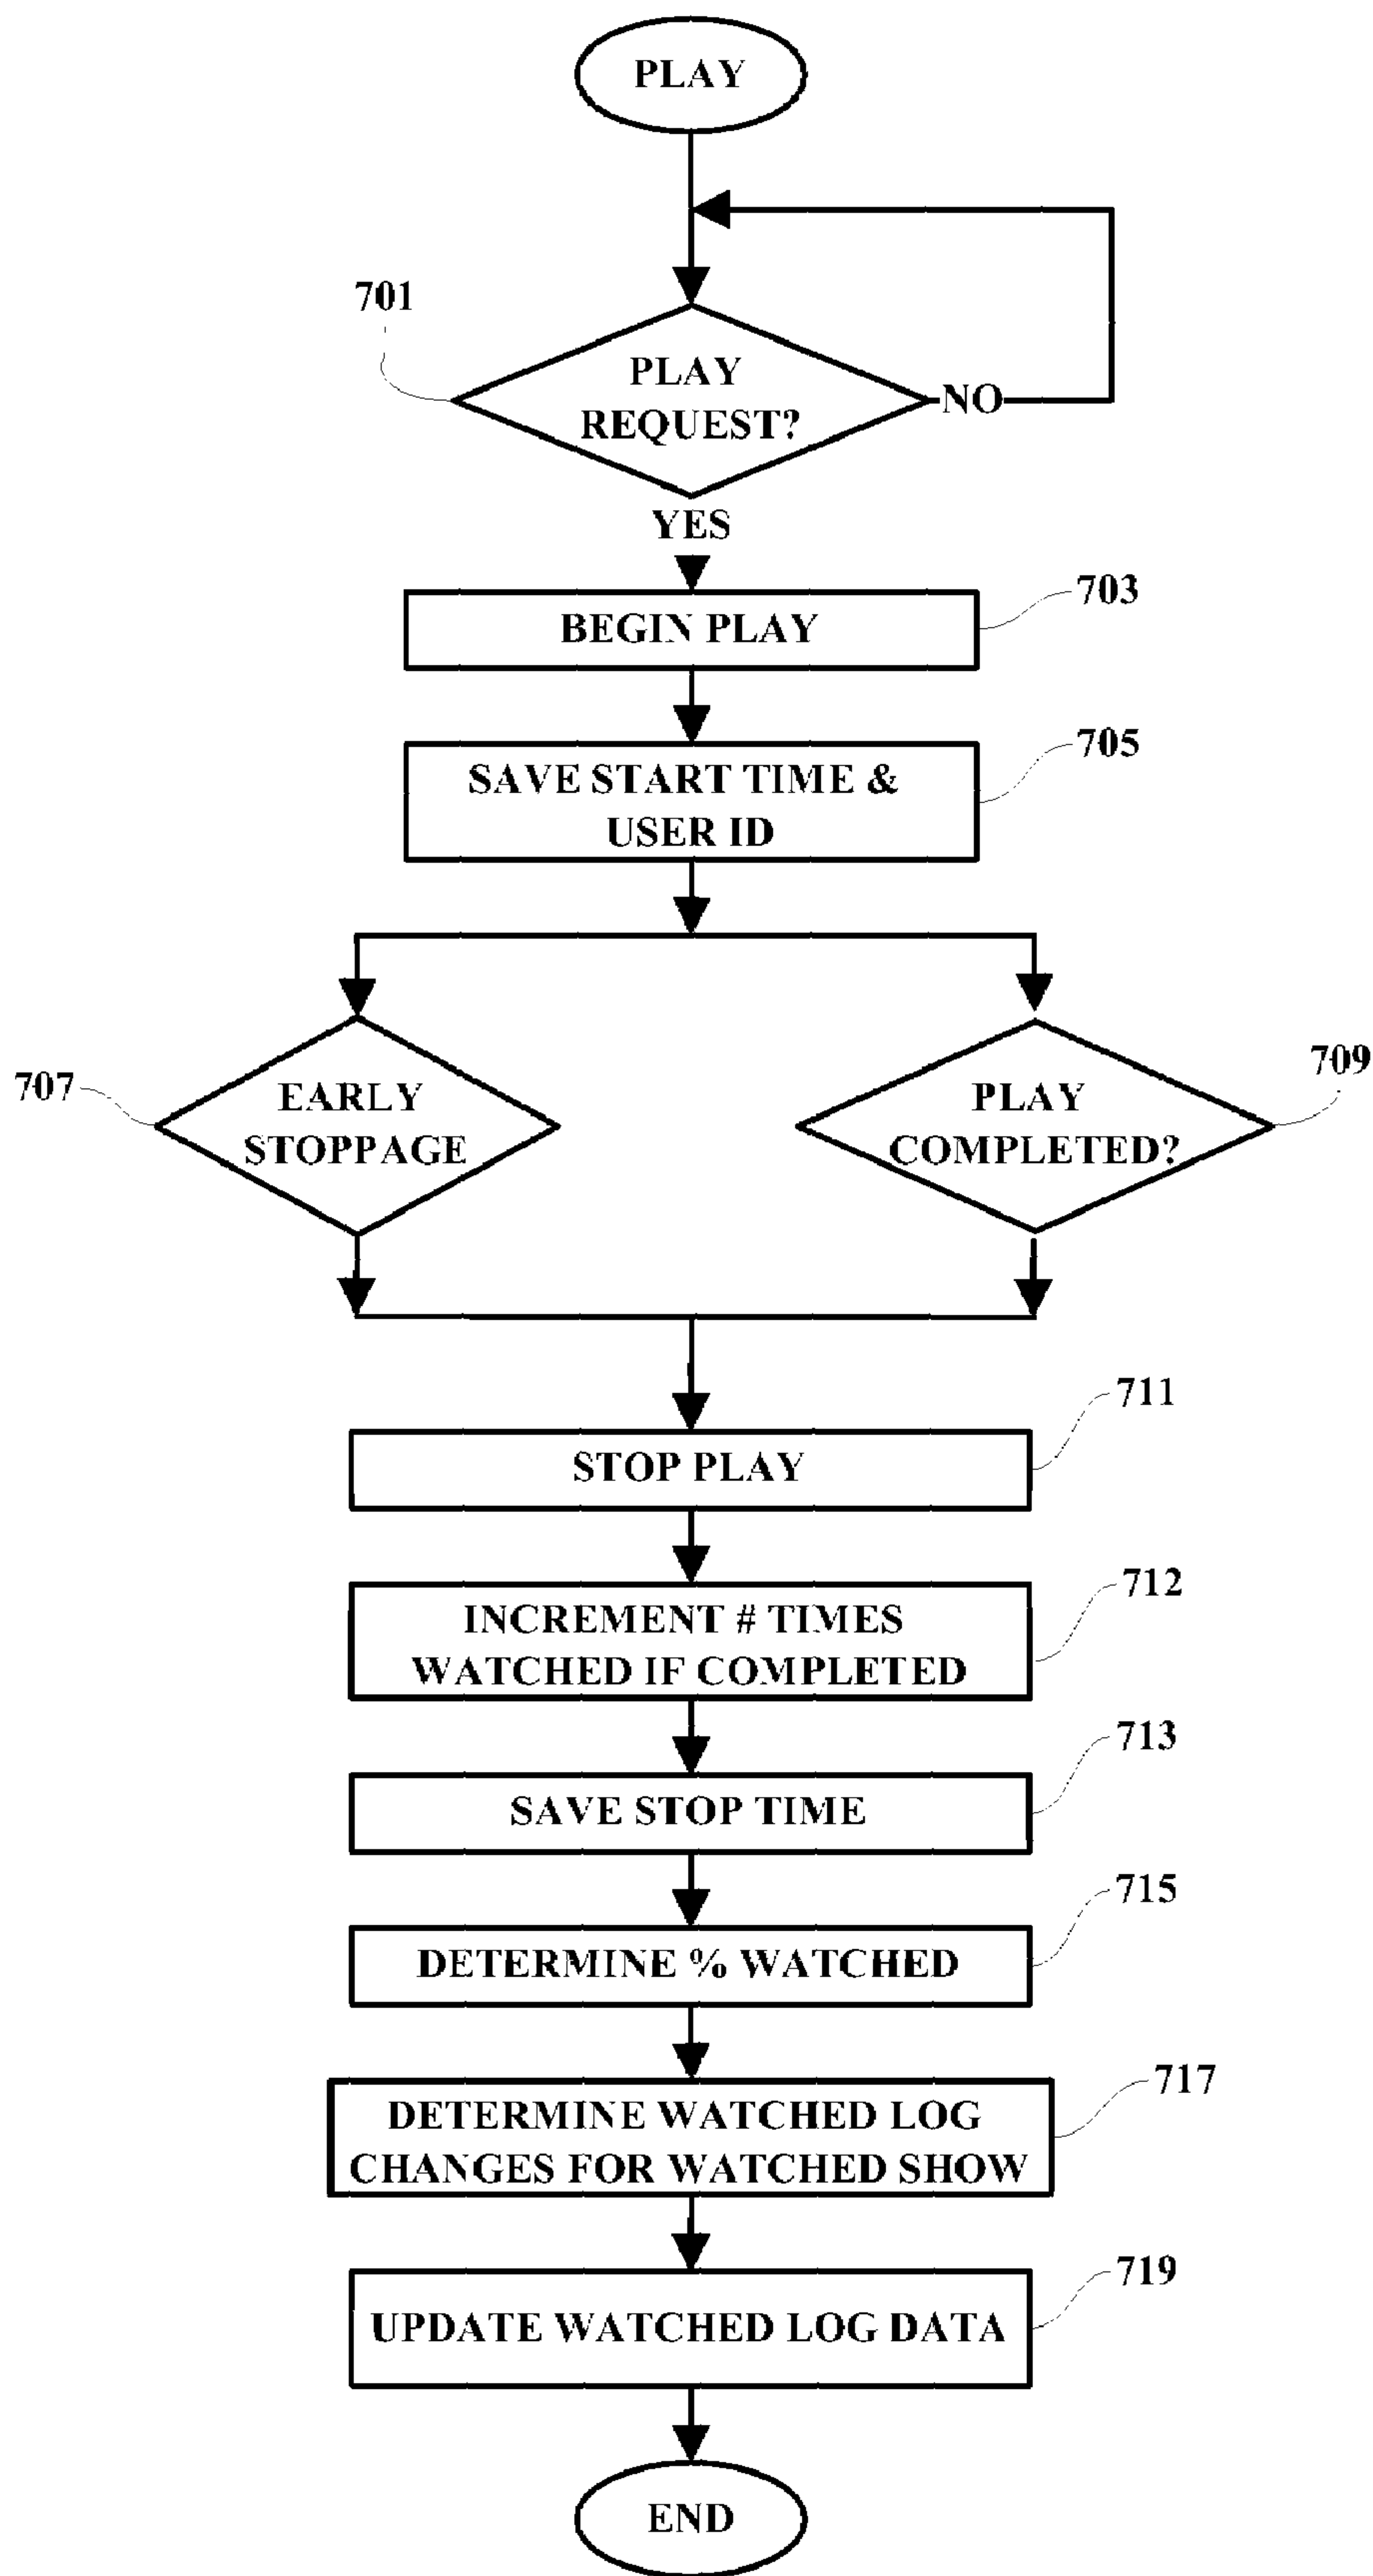 PLAY
701
PLAY
REQUEST?
NO
YES
703
BEGIN PLAY
705
SAVE START TIME &
USER ID
707
EARLY
STOPPAGE
709
PLAY
COMPLETED?
711
STOP PLAY
712
INCREMENT # TIMES
WATCHED IF COMPLETED
713
SAVE STOP TIME
715
DETERMINE % WATCHED
717
DETERMINE WATCHED LOG
CHANGES FOR WATCHED SHOW
719
UPDATE WATCHED LOG DATA
END